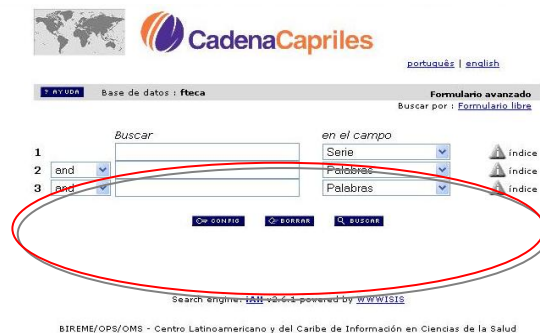 CadenaCapriles
português | english
? AYUDA Base de datos : fteca Formulario avanzado
Buscar por : Formulario libre
Buscar en el campo
1 Serie índice
2 and Palabras índice
3 and Palabras índice
CONFIG BORRAR BUSCAR
Search engine: iAH v2.6.1 powered by WWWISIS
BIREME/OPS/OMS - Centro Latinoamericano y del Caribe de Información en Ciencias de la Salud